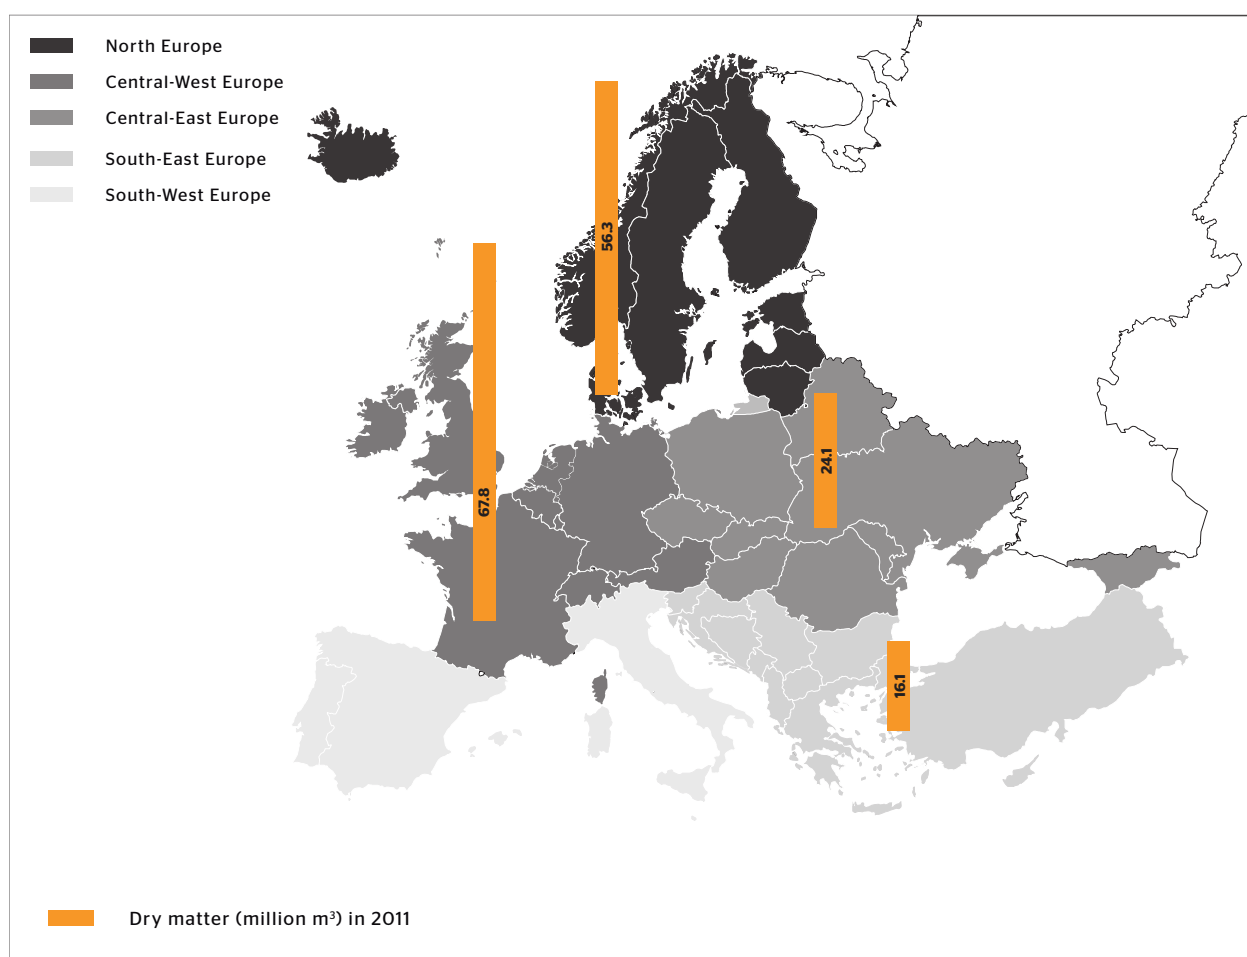 North Europe
Central-West Europe
Central-East Europe
South-East Europe
South-West Europe
56.3
67.8
24.1
16.1
Dry matter (million m³) in 2011